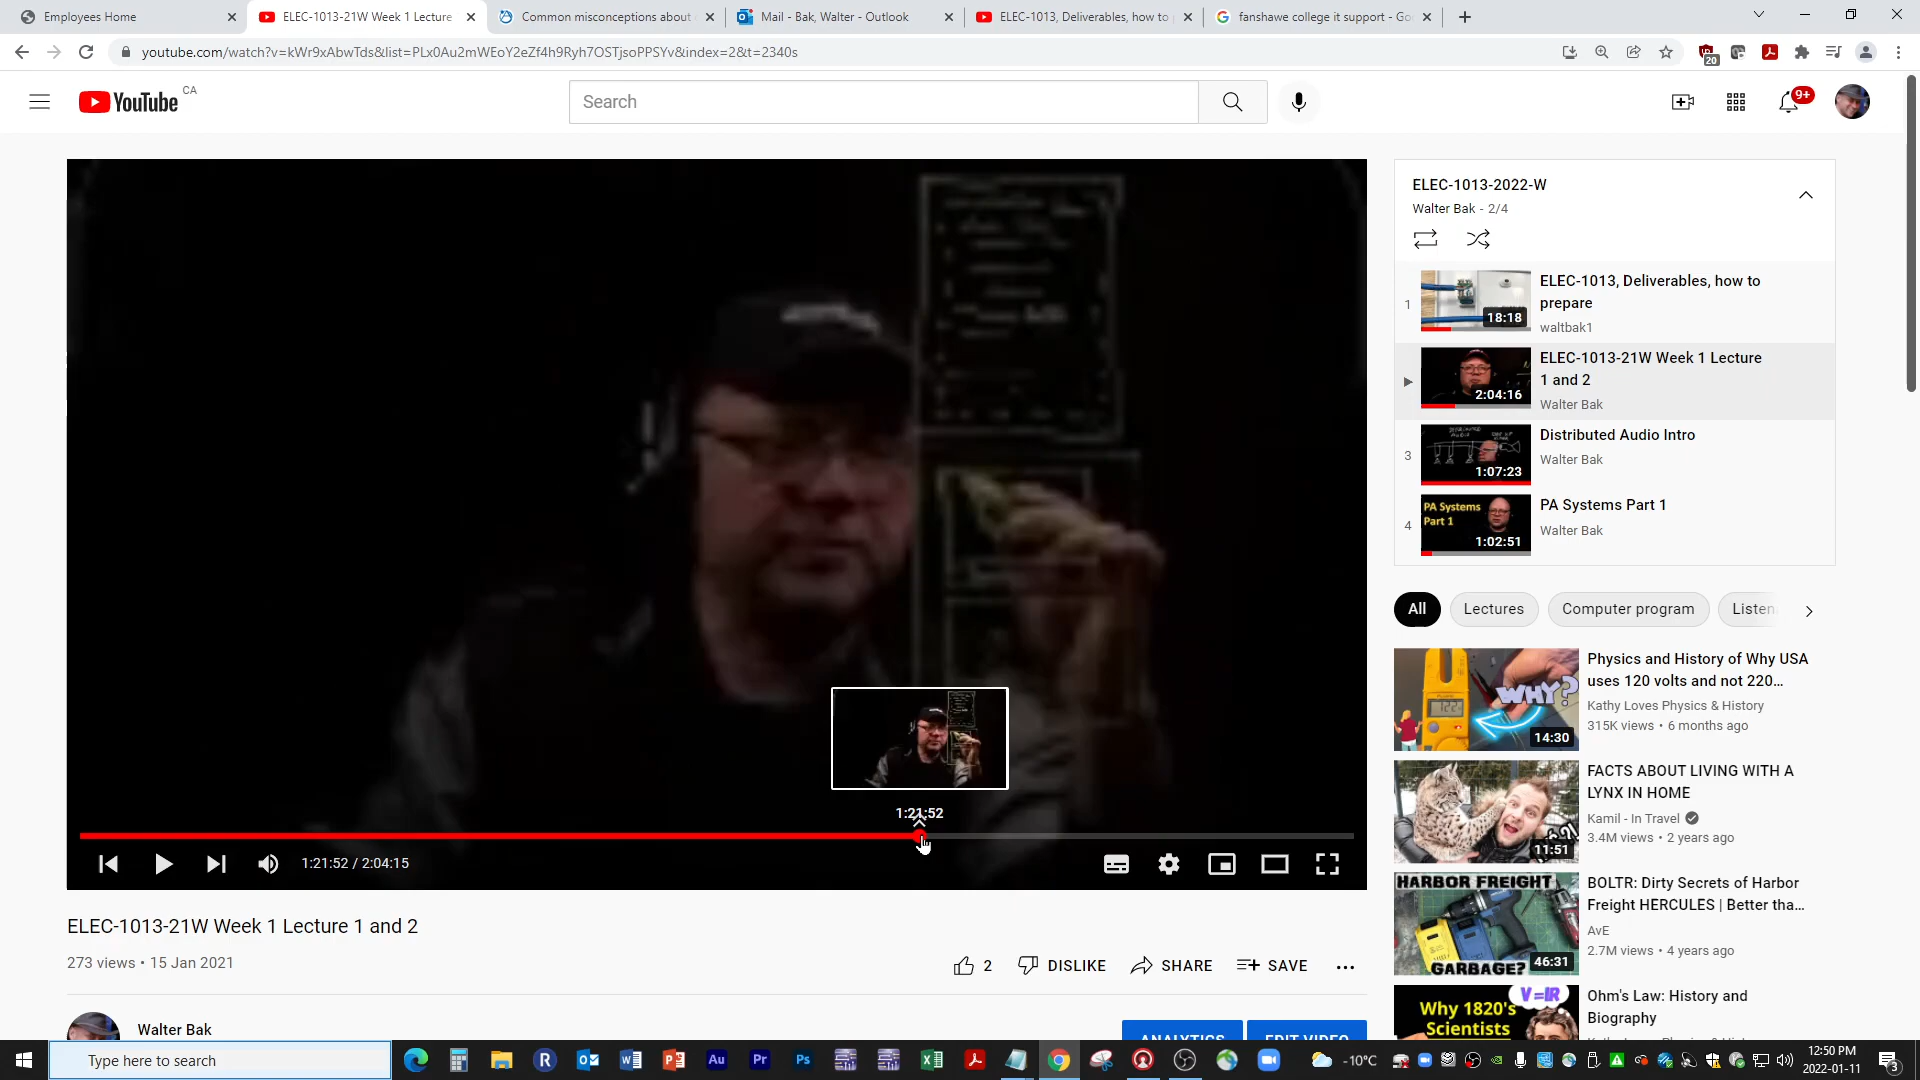 Employees Home
ELEC-1013-21W Week 1 Lecture
Common misconceptions about
Mail - Bak, Walter - Outlook
ELEC-1013, Deliverables, how to
fanshawe college it support - Go
youtube.com/watch?v=kWr9xAbwTds&list=PLx0Au2mWEoY2eZf4h9Ryh7OSTjsoPPSYv&index=2&t=2340s
20
YouTube CA
Search
9+
ELEC-1013-2022-W
Walter Bak - 2/4
1
18:18
ELEC-1013, Deliverables, how to
prepare
waltbak1
2:04:16
ELEC-1013-21W Week 1 Lecture
1 and 2
Walter Bak
3
1:07:23
Distributed Audio Intro
Walter Bak
4
PA Systems
Part 1
1:02:51
PA Systems Part 1
Walter Bak
All
Lectures
Computer program
Listen
WHY?
14:30
Physics and History of Why USA
uses 120 volts and not 220...
Kathy Loves Physics & History
315K views • 6 months ago
11:51
FACTS ABOUT LIVING WITH A
LYNX IN HOME
Kamil - In Travel
3.4M views • 2 years ago
HARBOR FREIGHT
GARBAGE?
46:31
BOLTR: Dirty Secrets of Harbor
Freight HERCULES | Better tha...
AvE
2.7M views • 4 years ago
V=IR
Why 1820's
Scientists
Ohm's Law: History and
Biography
1:21:52
1:21:52 / 2:04:15
ELEC-1013-21W Week 1 Lecture 1 and 2
273 views • 15 Jan 2021
2
DISLIKE
SHARE
SAVE
Walter Bak
ANALYTICS
EDIT VIDEO
Type here to search
-10°C
12:50 PM
2022-01-11
3